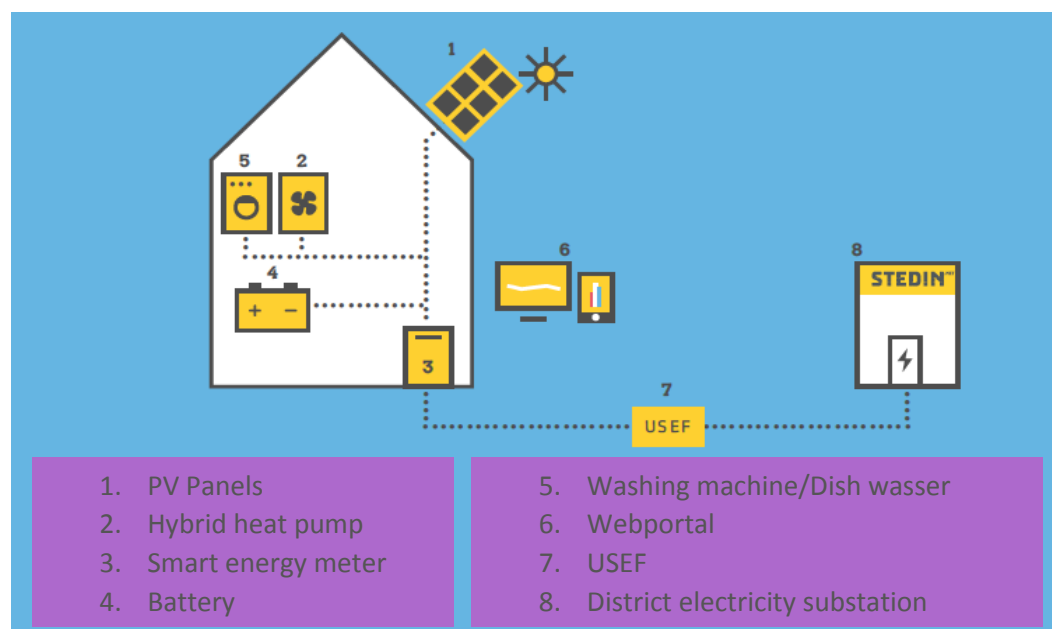 1
5 2
4
+ −
3
6
8
STEDIN
7
USEF
1. PV Panels
2. Hybrid heat pump
3. Smart energy meter
4. Battery
5. Washing machine/Dish wasser
6. Webportal
7. USEF
8. District electricity substation